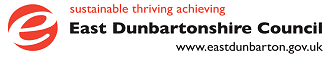 sustainable thriving achieving
East Dunbartonshire Council
www.eastdunbarton.gov.uk